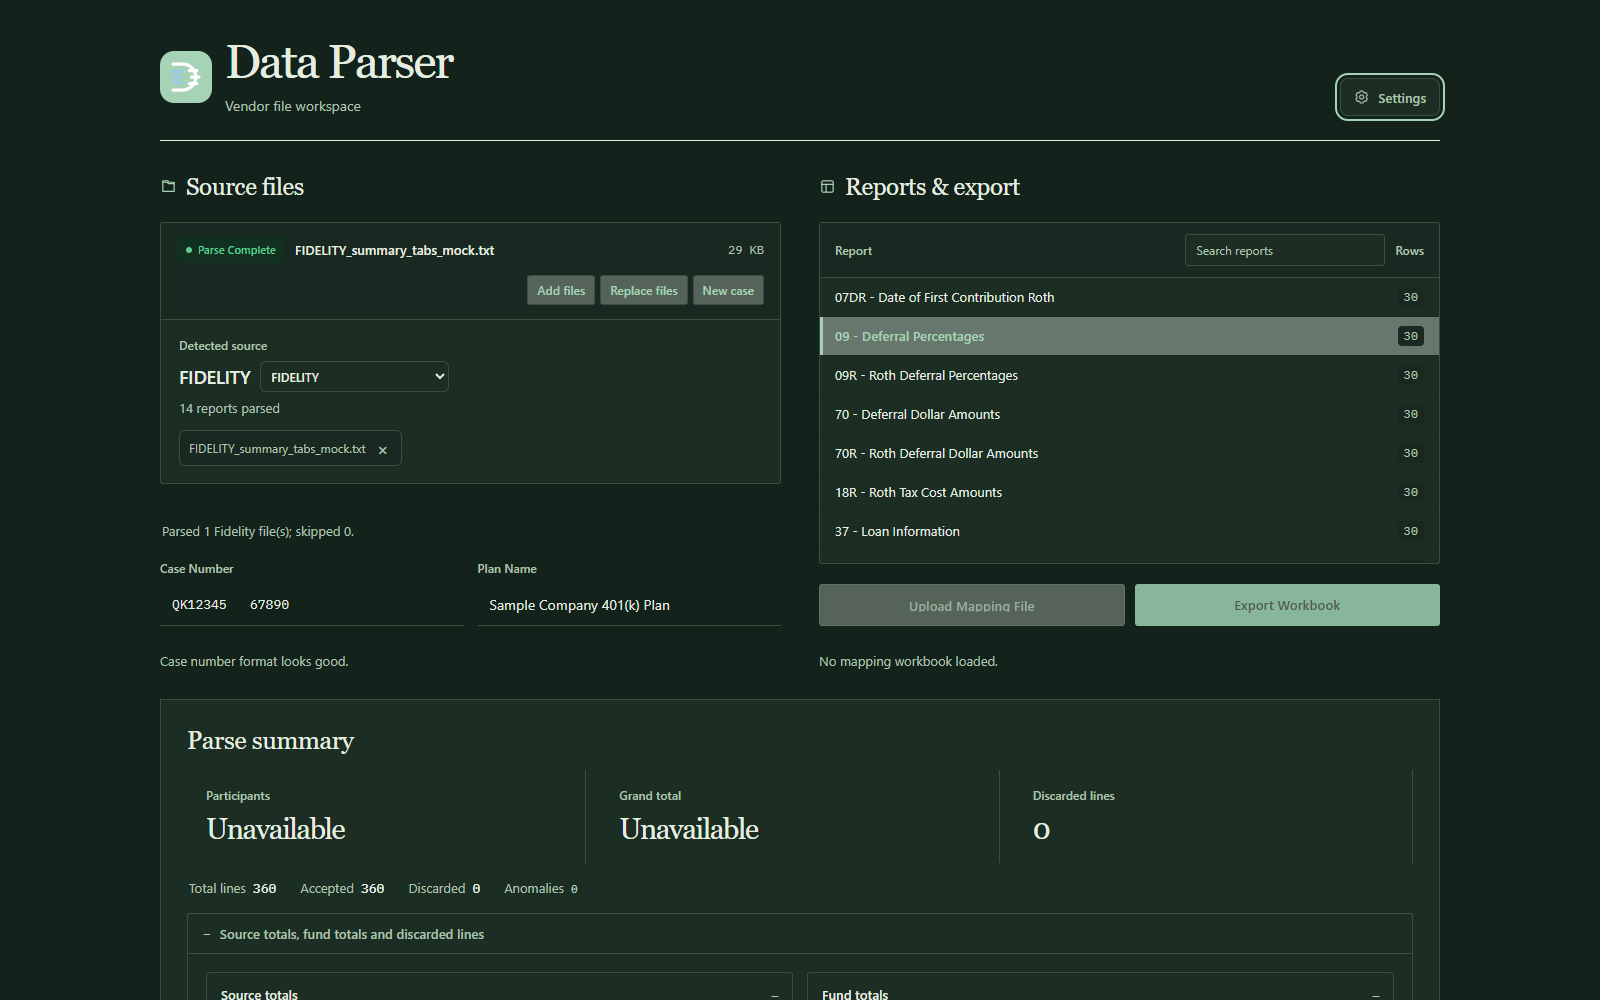 Data Parser
Vendor file workspace
Settings
Source files
Parse Complete FIDELITY_summary_tabs_mock.txt 29 KB
Add files Replace files New case
Detected source
FIDELITY FIDELITY
14 reports parsed
FIDELITY_summary_tabs_mock.txt ×
Parsed 1 Fidelity file(s); skipped 0.
Case Number Plan Name
QK12345 67890 Sample Company 401(k) Plan
Case number format looks good.
Reports & export
Report Search reports Rows
07DR - Date of First Contribution Roth 30
09 - Deferral Percentages 30
09R - Roth Deferral Percentages 30
70 - Deferral Dollar Amounts 30
70R - Roth Deferral Dollar Amounts 30
18R - Roth Tax Cost Amounts 30
37 - Loan Information 30
Upload Mapping File Export Workbook
No mapping workbook loaded.
Parse summary
Participants Grand total Discarded lines
Unavailable Unavailable 0
Total lines 360 Accepted 360 Discarded 0 Anomalies 0
– Source totals, fund totals and discarded lines
Source totals – Fund totals –